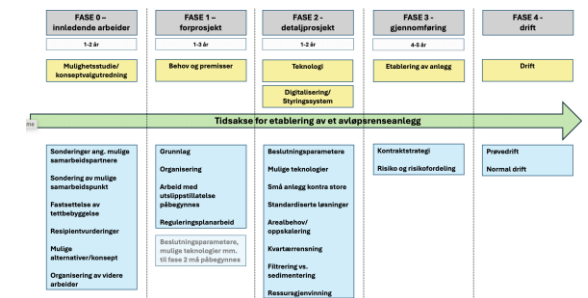 FASE 0 –
innledende arbeider
FASE 1 –
forprosjekt
FASE 2 -
detaljprosjekt
FASE 3 -
gjennomføring
FASE 4 -
drift
1-2 år
1-3 år
1-2 år
4-5 år
Mulighetsstudie/
konseptvalgutredning
Behov og premisser
Teknologi
Etablering av anlegg
Drift
Digitalisering/
Styringssystem
Tidsakse for etablering av et avløpsrenseanlegg
Sonderinger ang. mulige
samarbeidspartnere
Sondering av mulige
samarbeidspunkt
Fastsettelse av
tettbebyggelse
Resipientvurderinger
Mulige
alternativer/konsept
Organisering av videre
arbeider
Grunnlag
Organisering
Arbeid med
utslippstillatelse
påbegynnes
Reguleringsplanarbeid
Beslutningsparametere,
mulige teknologier mm.
til fase 2 må påbegynnes
Beslutningsparametere
Mulige teknologier
Små anlegg kontra store
Standardiserte løsninger
Arealbehov/
oppskalering
Kvartærrensning
Filtrering vs.
sedimentering
Ressursgjenvinning
Kontraktstrategi
Risiko og risikofordeling
Prøvedrift
Normal drift